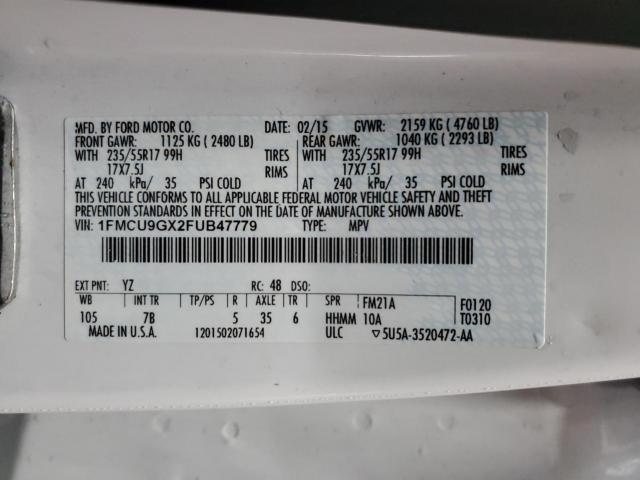 MFD. BY FORD MOTOR CO. DATE: 02/15 GVWR: 2159 KG ( 4760 LB)
FRONT GAWR: 1125 KG ( 2480 LB) REAR GAWR: 1040 KG ( 2293 LB)
WITH 235/55R17 99H TIRES WITH 235/55R17 99H TIRES
17X7.5J RIMS 17X7.5J RIMS
AT 240 kPa/ 35 PSI COLD AT 240 kPa/ 35 PSI COLD
THIS VEHICLE CONFORMS TO ALL APPLICABLE FEDERAL MOTOR VEHICLE SAFETY AND THEFT
PREVENTION STANDARDS IN EFFECT ON THE DATE OF MANUFACTURE SHOWN ABOVE.
VIN: 1FMCU9GX2FUB47779 TYPE: MPV
EXT PNT: YZ RC: 48 DSO:
WB INT TR TP/PS R AXLE TR SPR FM21A F0120
105 7B 5 35 6 HHMM 10A T0310
MADE IN U.S.A. 1201502071654 ULC ▽5U5A-3520472-AA